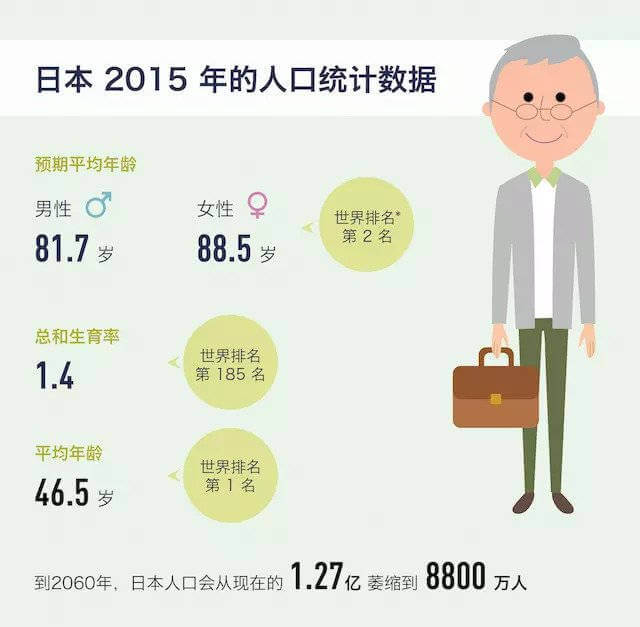 日本 2015 年的人口统计数据
预期平均年龄
男性 ♂
女性 ♀
81.7 岁
88.5 岁
世界排名*
第 2 名
总和生育率
1.4
世界排名
第 185 名
平均年龄
46.5 岁
世界排名
第 1 名
到2060年，日本人口会从现在的 1.27亿 萎缩到 8800 万人